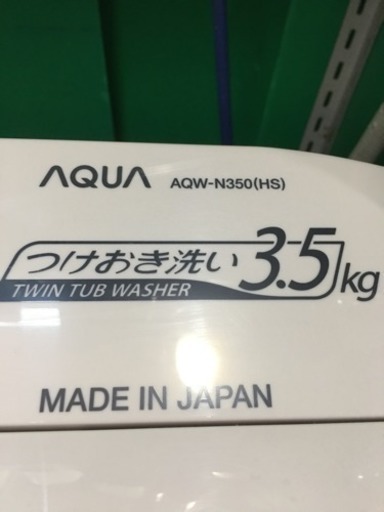 AQUA AQW-N350(HS)
つけおき洗い 3.5kg
TWIN TUB WASHER
MADE IN JAPAN